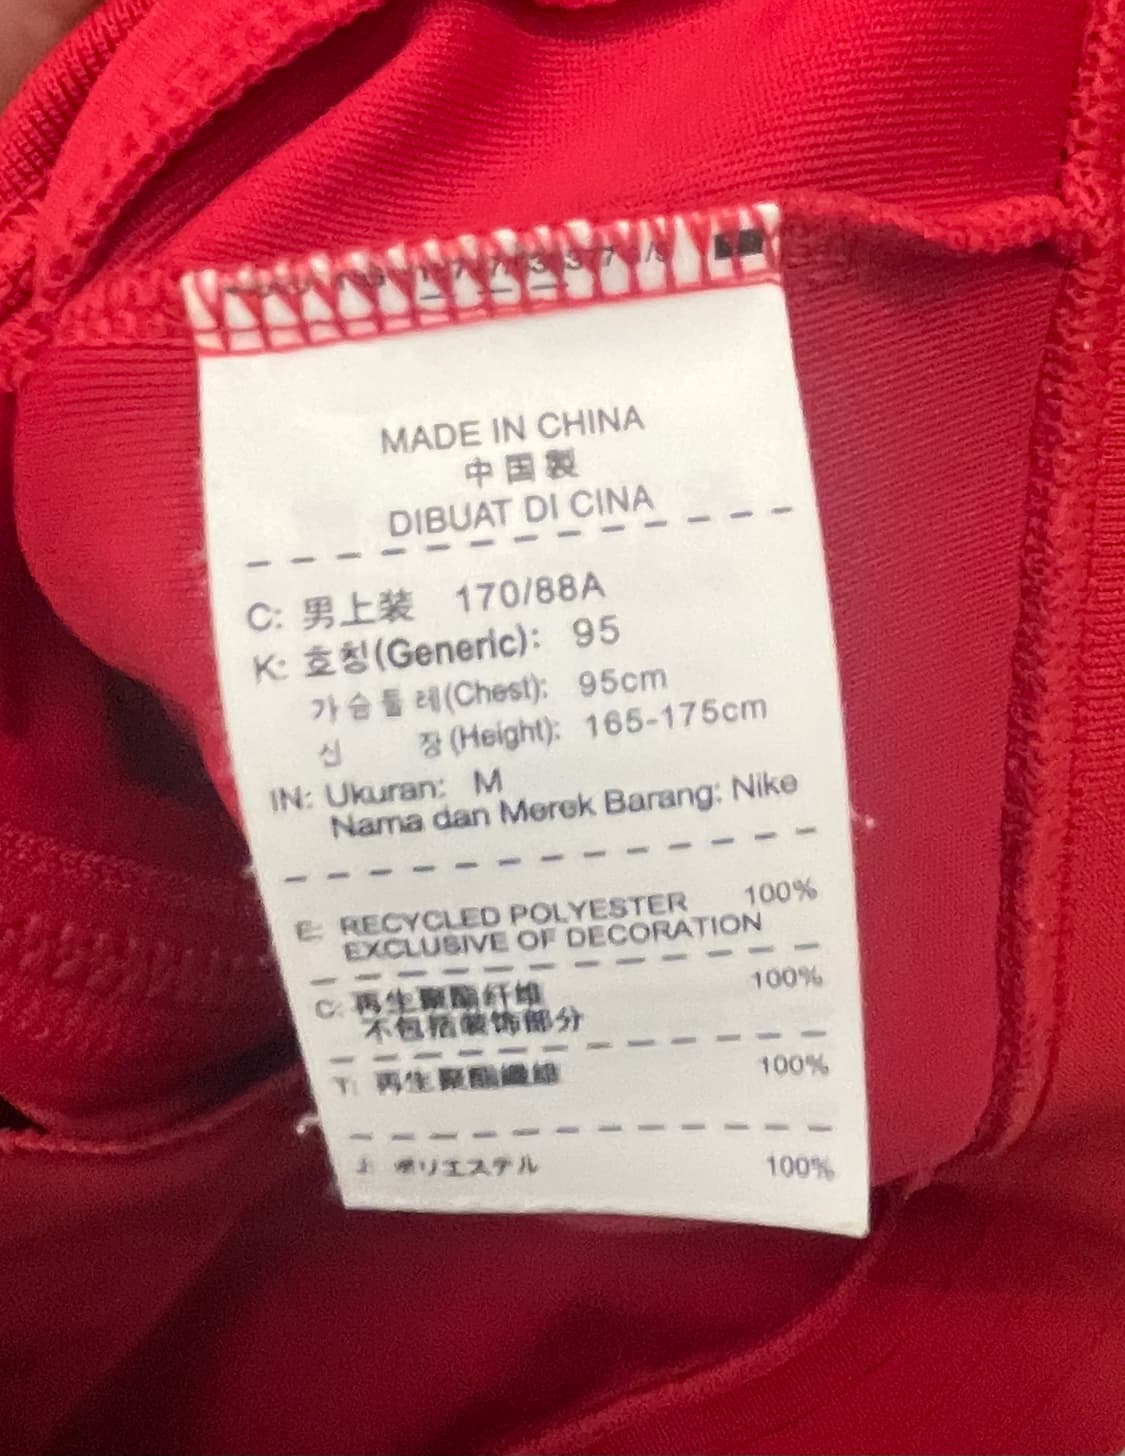 MADE IN CHINA
中国製
DIBUAT DI CINA
C: 男上装 170/88A
K: 호칭(Generic): 95
가슴둘레(Chest): 95cm
신 장(Height): 165-175cm
IN: Ukuran: M
Nama dan Merek Barang: Nike
E: RECYCLED POLYESTER 100%
EXCLUSIVE OF DECORATION
C: 再生聚酯纤维 100%
不包括装饰部分
T: 再生聚酯纖維 100%
J: ポリエステル 100%